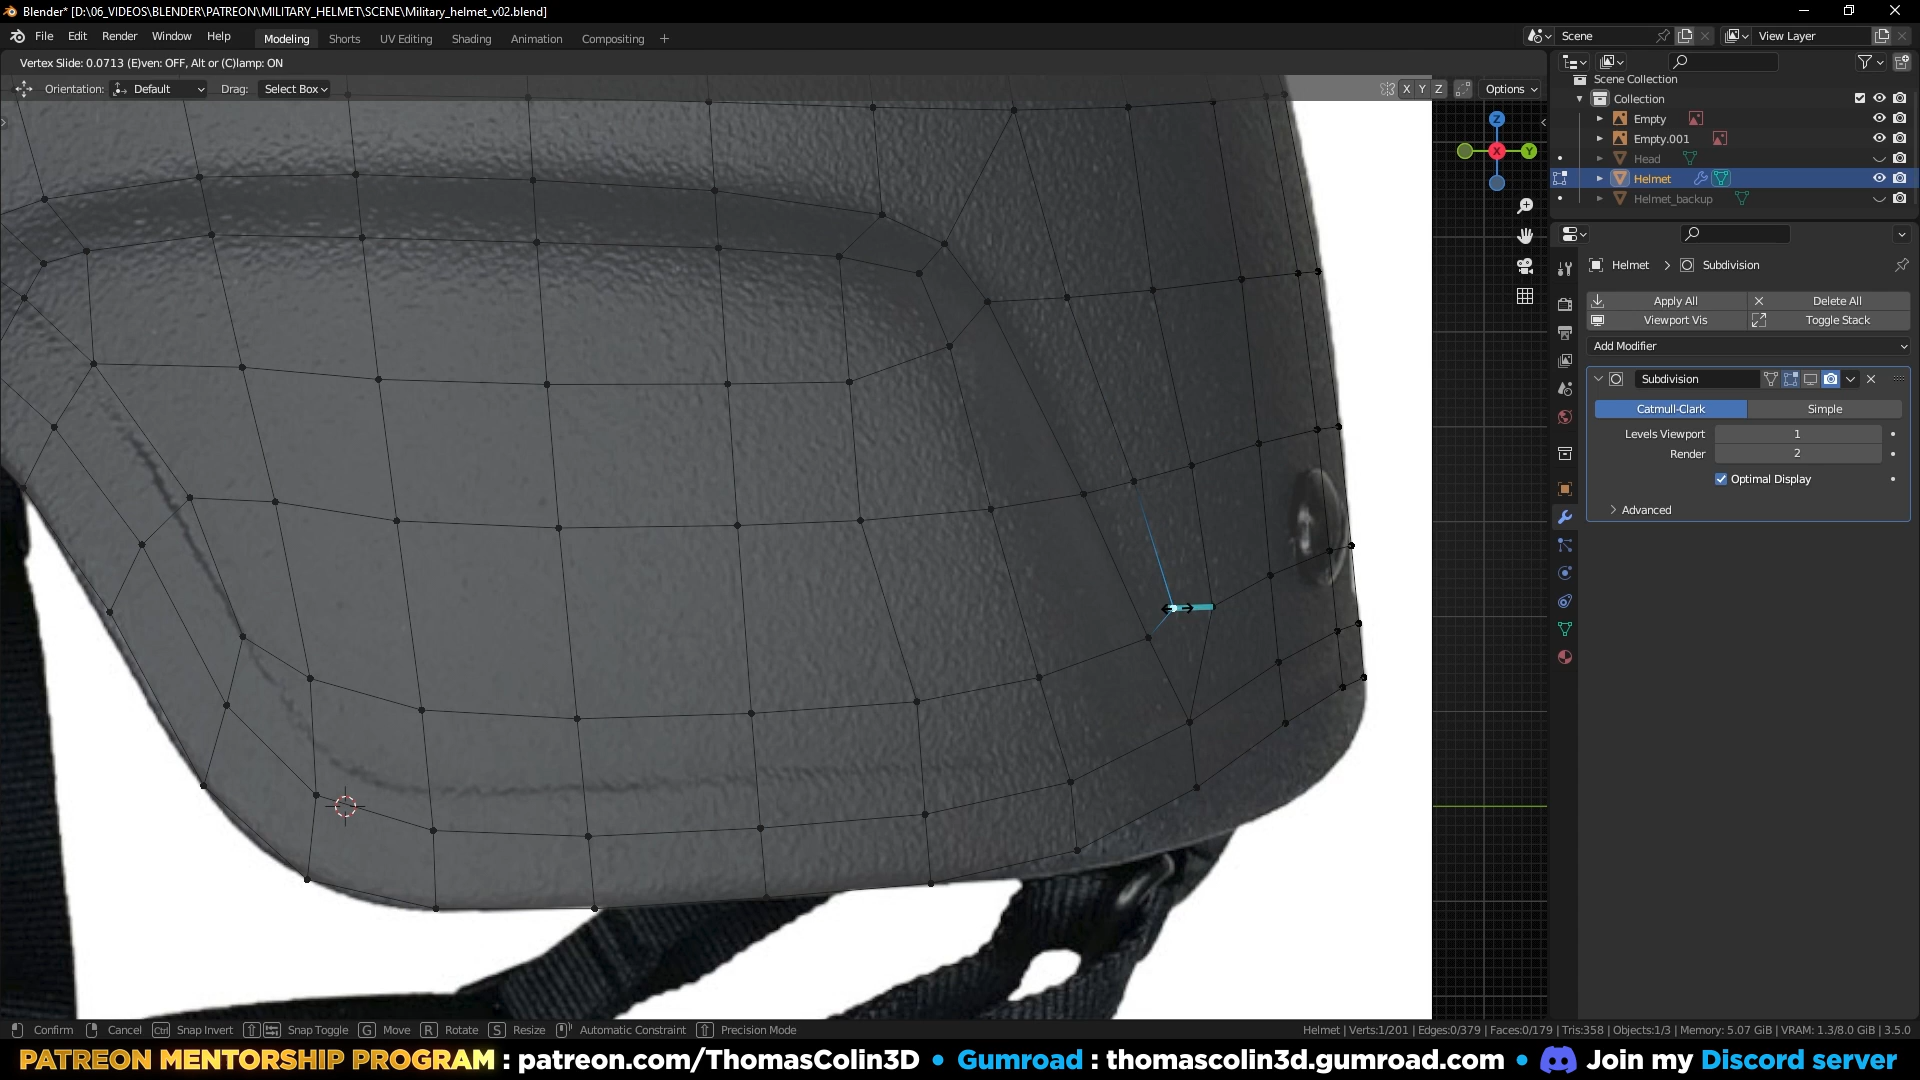 Blender* [D:\06_VIDEOS\BLENDER\PATREON\MILITARY_HELMET\SCENE\Military_helmet_v02.blend]
File Edit Render Window Help Modeling Shorts UV Editing Shading Animation Compositing + Scene View Layer
Vertex Slide: 0.0713 (E)ven: OFF, Alt or (C)lamp: ON
Orientation: Default Drag: Select Box X Y Z Options
Scene Collection
Collection
Empty
Empty.001
Head
Helmet
Helmet_backup
Z
X
Y
Helmet > Subdivision
Apply All Delete All
Viewport Vis Toggle Stack
Add Modifier
Subdivision
Catmull-Clark Simple
Levels Viewport 1
Render 2
Optimal Display
Advanced
Confirm Cancel Ctrl Snap Invert Snap Toggle G Move R Rotate S Resize Automatic Constraint Precision Mode
Helmet | Verts:1/201 | Edges:0/379 | Faces:0/179 | Tris:358 | Objects:1/3 | Memory: 5.07 GiB | VRAM: 1.3/8.0 GiB | 3.5.0
PATREON MENTORSHIP PROGRAM : patreon.com/ThomasColin3D • Gumroad : thomascolin3d.gumroad.com • Join my Discord server